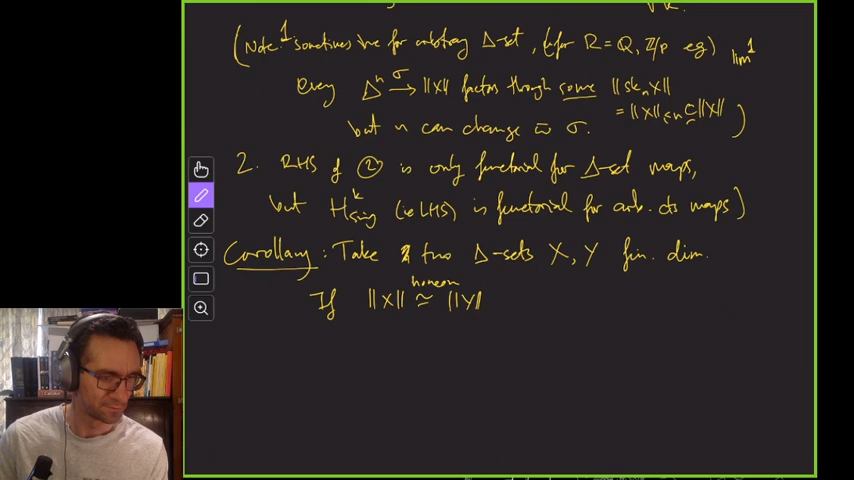 (Note: 1 sometimes true for arbitrary Δ-set, for R = Q, Z/p eg) lim¹
Every Δⁿ →σ ||X|| factors through some ||skₙX||
= ||X||≤n ⊆ ||X||
but n can change w σ. )
2. RHS of ② is only functorial for Δ-set maps,
but Hᵏsing (ie LHS) is functorial for arb. cts maps)
Corollary: Take two Δ-sets X, Y fin. dim.
If ||X|| ≃ ||Y||
homeom